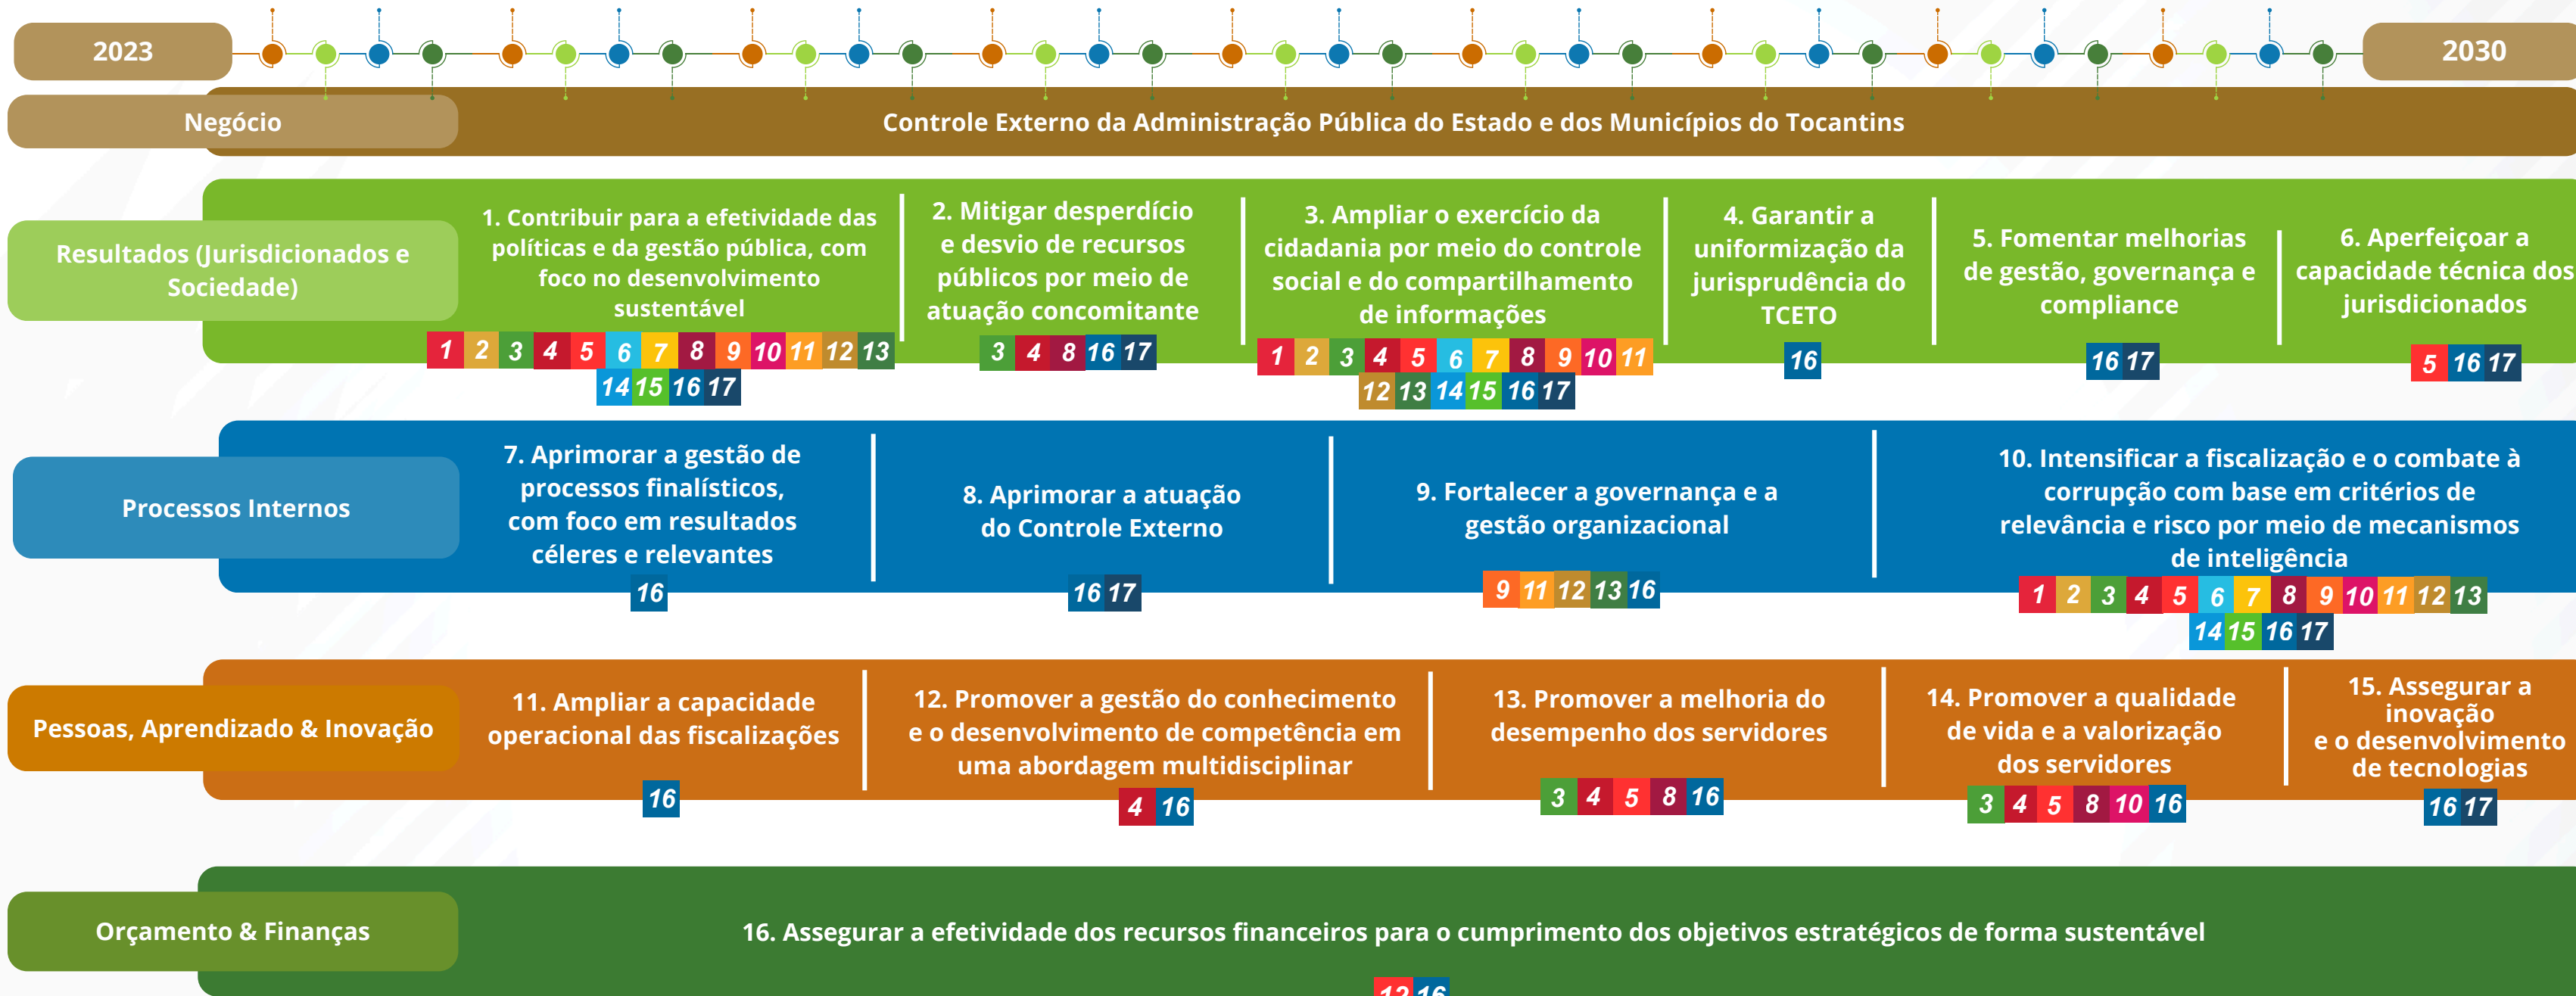 2023
2030
Negócio
Controle Externo da Administração Pública do Estado e dos Municípios do Tocantins
Resultados (Jurisdicionados e
Sociedade)
1. Contribuir para a efetividade das
políticas e da gestão pública, com
foco no desenvolvimento
sustentável
1 2 3 4 5 6 7 8 9 10 11 12 13
14 15 16 17
2. Mitigar desperdício
e desvio de recursos
públicos por meio de
atuação concomitante
3 4 8 16 17
3. Ampliar o exercício da
cidadania por meio do controle
social e do compartilhamento
de informações
1 2 3 4 5 6 7 8 9 10 11
12 13 14 15 16 17
4. Garantir a
uniformização da
jurisprudência do
TCETO
16
5. Fomentar melhorias
de gestão, governança e
compliance
16 17
6. Aperfeiçoar a
capacidade técnica dos
jurisdicionados
5 16 17
Processos Internos
7. Aprimorar a gestão de
processos finalísticos,
com foco em resultados
céleres e relevantes
16
8. Aprimorar a atuação
do Controle Externo
16 17
9. Fortalecer a governança e a
gestão organizacional
9 11 12 13 16
10. Intensificar a fiscalização e o combate à
corrupção com base em critérios de
relevância e risco por meio de mecanismos
de inteligência
1 2 3 4 5 6 7 8 9 10 11 12 13
14 15 16 17
Pessoas, Aprendizado & Inovação
11. Ampliar a capacidade
operacional das fiscalizações
16
12. Promover a gestão do conhecimento
e o desenvolvimento de competência em
uma abordagem multidisciplinar
4 16
13. Promover a melhoria do
desempenho dos servidores
3 4 5 8 16
14. Promover a qualidade
de vida e a valorização
dos servidores
3 4 5 8 10 16
15. Assegurar a
inovação
e o desenvolvimento
de tecnologias
16 17
Orçamento & Finanças
16. Assegurar a efetividade dos recursos financeiros para o cumprimento dos objetivos estratégicos de forma sustentável
12 16